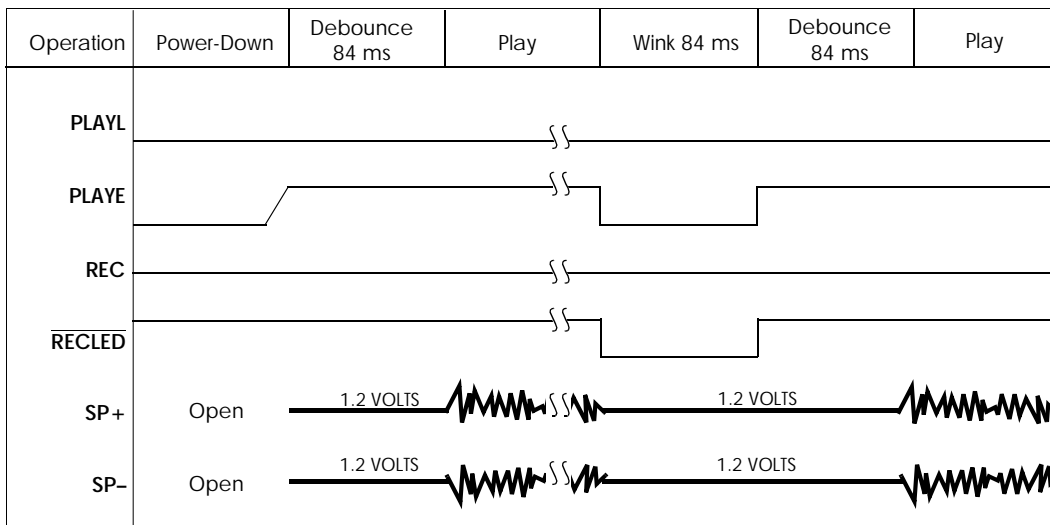 Operation Power-Down Debounce 84 ms Play Wink 84 ms Debounce 84 ms Play
PLAYL
PLAYE
REC
RECLED
SP+ Open 1.2 VOLTS 1.2 VOLTS
SP– Open 1.2 VOLTS 1.2 VOLTS